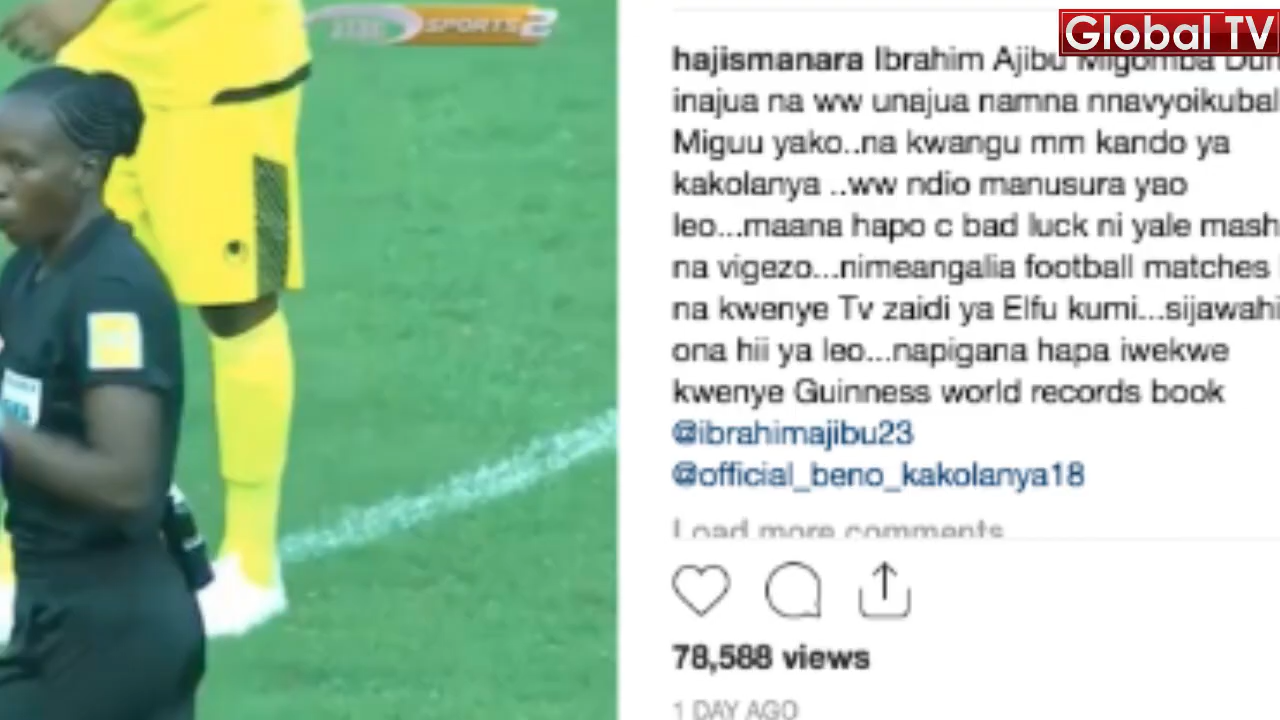 SPORTS 2
Global TV
hajismanara Ibrahim Ajibu Migomba
inajua na ww unajua namna
Miguu yako..na kwangu mm kando ya
kakolanya ..ww ndio manusura yao
leo...maana hapo c bad luck ni yale
na vigezo...nimeangalia football matches
na kwenye Tv zaidi ya Elfu kumi...sijawahi
ona hii ya leo...napigana hapa iwekwe
kwenye Guinness world records book
@ibrahimajibu23
@official_beno_kakolanya18
Load more comments
78,588 views
1 DAY AGO